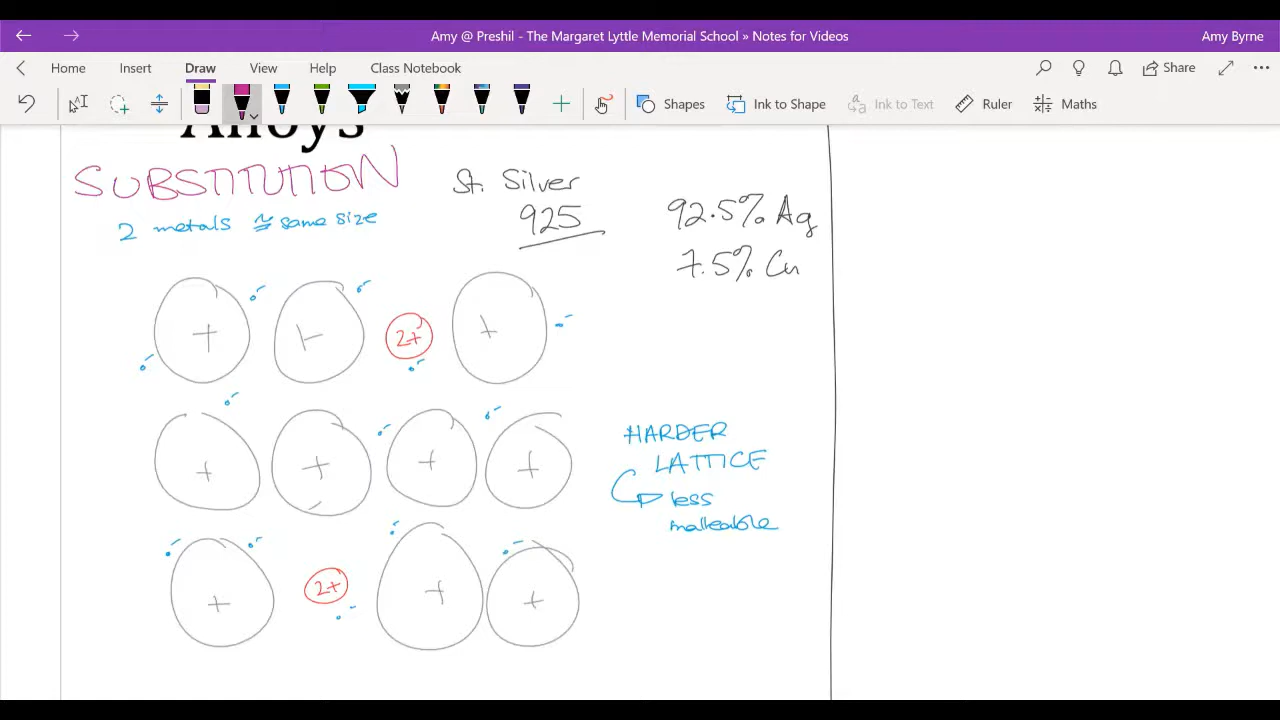 Amy @ Preshil - The Margaret Lyttle Memorial School » Notes for Videos
Amy Byrne
Home Insert Draw View Help Class Notebook
Share
Shapes
Ink to Shape
Ink to Text
Ruler
Maths
Alloys
SUBSTITUTION
2 metals ≅ same size
St. Silver
925
92.5% Ag
7.5% Cu
+ + 2+ +
+ + + +
+ 2+ + +
HARDER
LATTICE
less
malleable